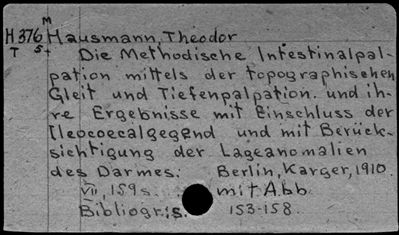 M
H376 Hausmann, Theodor
T St
Die Methodische Intestinalpal-
pation mittels der topographischen
Gleit und Tiefenpalpation. und ih-
re Ergebnisse mit Einschluss der
Ileocoecalgegend und mit Berück-
sichtigung der Lageanomalien
des Darmes. Berlin, Karger, 1910.
VII, 159 s. mit Abb.
Bibliogr: s. 153-158.